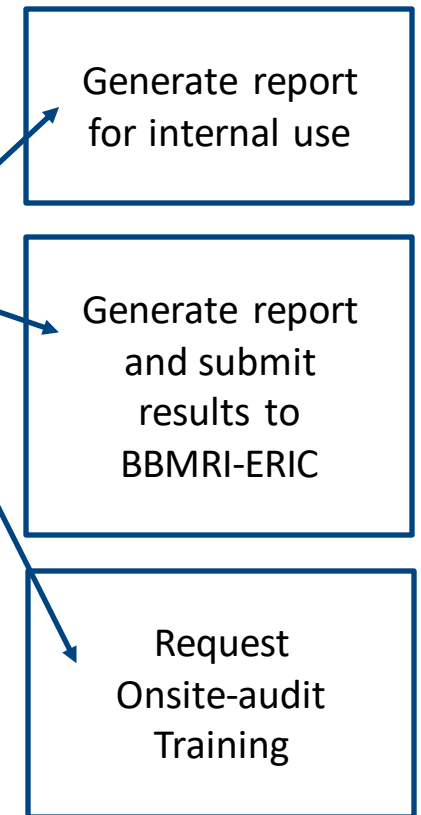 Generate report
for internal use
Generate report
and submit
results to
BBMRI-ERIC
Request
Onsite-audit
Training